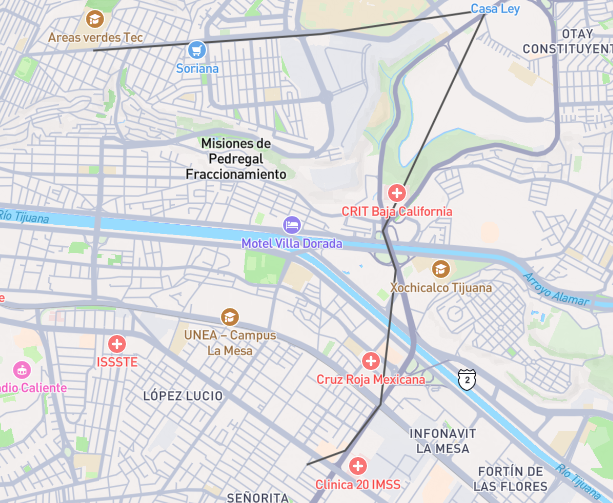 Casa Ley
Areas verdes Tec
OTAY
CONSTITUYENT
Soriana
Misiones de
Pedregal
Fraccionamiento
CRIT Baja California
Río Tijuana
Motel Villa Dorada
Xochicalco Tijuana
Arroyo Alamar
e
UNEA – Campus
La Mesa
ISSSTE
Cruz Roja Mexicana
2
dio Caliente
LÓPEZ LUCIO
INFONAVIT
LA MESA
Clínica 20 IMSS
FORTÍN DE
LAS FLORES
Río Tijuana
SEÑORITA